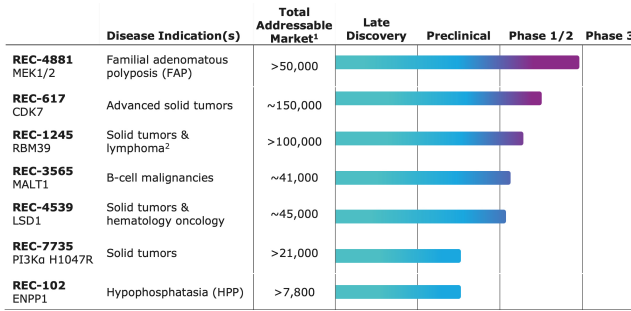 Disease Indication(s)
Total
Addressable
Market1
Late
Discovery
Preclinical
Phase 1/2
Phase 3
REC-4881
MEK1/2
Familial adenomatous
polyposis (FAP)
>50,000
REC-617
CDK7
Advanced solid tumors
~150,000
REC-1245
RBM39
Solid tumors &
lymphoma2
>100,000
REC-3565
MALT1
B-cell malignancies
~41,000
REC-4539
LSD1
Solid tumors &
hematology oncology
~45,000
REC-7735
PI3Kα H1047R
Solid tumors
>21,000
REC-102
ENPP1
Hypophosphatasia (HPP)
>7,800